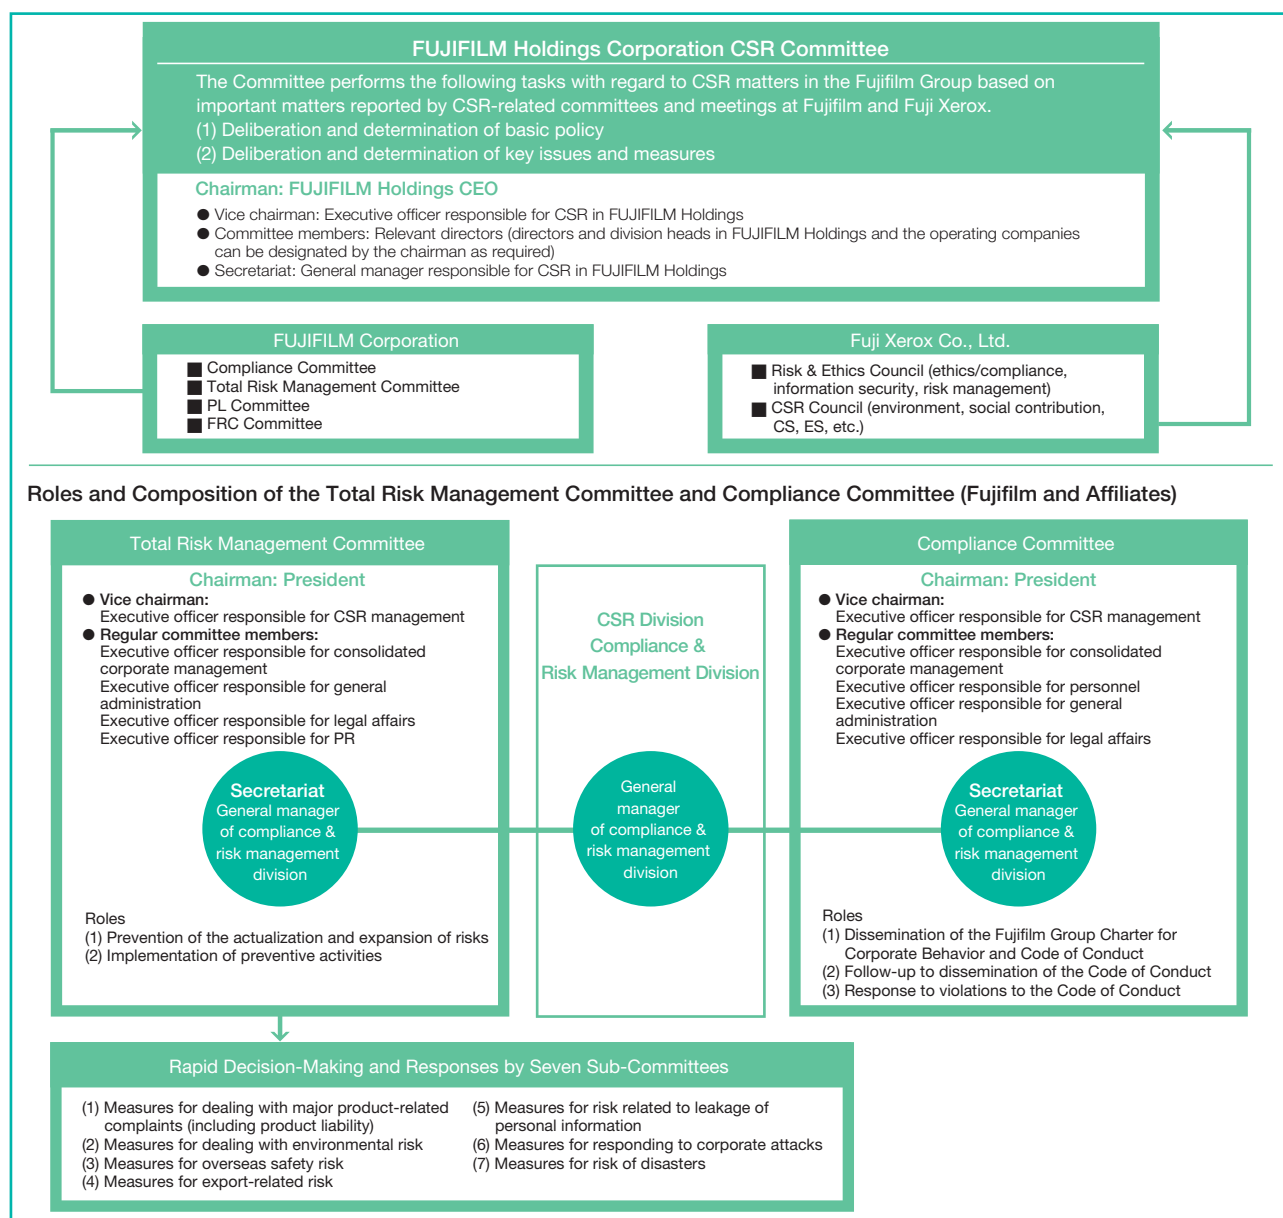 FUJIFILM Holdings Corporation CSR Committee
The Committee performs the following tasks with regard to CSR matters in the Fujifilm Group based on
important matters reported by CSR-related committees and meetings at Fujifilm and Fuji Xerox.
(1) Deliberation and determination of basic policy
(2) Deliberation and determination of key issues and measures
Chairman: FUJIFILM Holdings CEO
● Vice chairman: Executive officer responsible for CSR in FUJIFILM Holdings
● Committee members: Relevant directors (directors and division heads in FUJIFILM Holdings and the operating companies
can be designated by the chairman as required)
● Secretariat: General manager responsible for CSR in FUJIFILM Holdings
FUJIFILM Corporation
■ Compliance Committee
■ Total Risk Management Committee
■ PL Committee
■ FRC Committee
Fuji Xerox Co., Ltd.
■ Risk & Ethics Council (ethics/compliance,
information security, risk management)
■ CSR Council (environment, social contribution,
CS, ES, etc.)
Roles and Composition of the Total Risk Management Committee and Compliance Committee (Fujifilm and Affiliates)
Total Risk Management Committee
Chairman: President
● Vice chairman:
Executive officer responsible for CSR management
● Regular committee members:
Executive officer responsible for consolidated
corporate management
Executive officer responsible for general
administration
Executive officer responsible for legal affairs
Executive officer responsible for PR
Secretariat
General manager
of compliance &
risk management
division
Roles
(1) Prevention of the actualization and expansion of risks
(2) Implementation of preventive activities
CSR Division
Compliance &
Risk Management Division
General
manager
of compliance &
risk management
division
Compliance Committee
Chairman: President
● Vice chairman:
Executive officer responsible for CSR management
● Regular committee members:
Executive officer responsible for consolidated
corporate management
Executive officer responsible for personnel
Executive officer responsible for general
administration
Executive officer responsible for legal affairs
Secretariat
General manager
of compliance &
risk management
division
Roles
(1) Dissemination of the Fujifilm Group Charter for
Corporate Behavior and Code of Conduct
(2) Follow-up to dissemination of the Code of Conduct
(3) Response to violations to the Code of Conduct
Rapid Decision-Making and Responses by Seven Sub-Committees
(1) Measures for dealing with major product-related
complaints (including product liability)
(2) Measures for dealing with environmental risk
(3) Measures for overseas safety risk
(4) Measures for export-related risk
(5) Measures for risk related to leakage of
personal information
(6) Measures for responding to corporate attacks
(7) Measures for risk of disasters